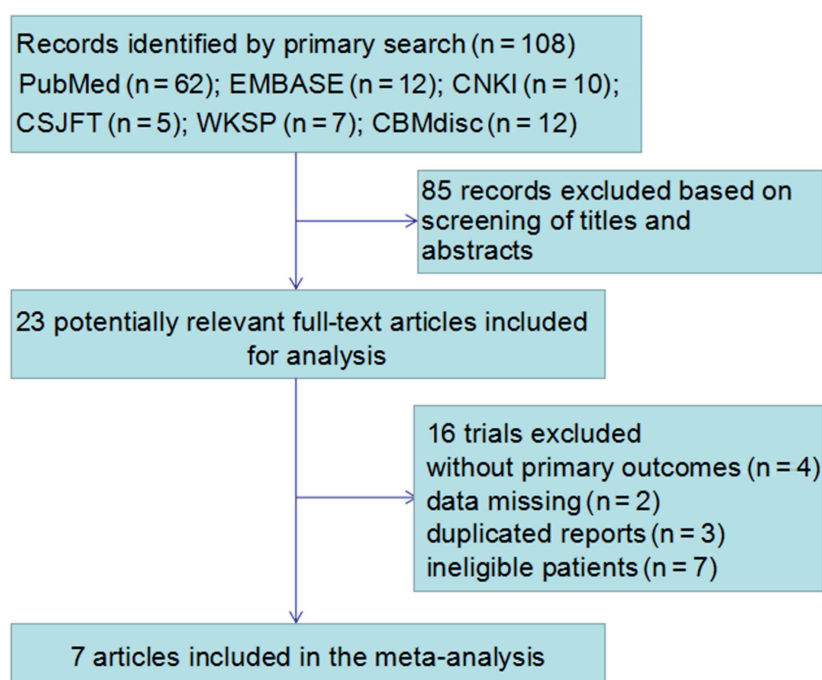 Records identified by primary search (n = 108)
PubMed (n = 62); EMBASE (n = 12); CNKI (n = 10);
CSJFT (n = 5); WKSP (n = 7); CBMdisc (n = 12)
85 records excluded based on
screening of titles and
abstracts
23 potentially relevant full-text articles included
for analysis
16 trials excluded
without primary outcomes (n = 4)
data missing (n = 2)
duplicated reports (n = 3)
ineligible patients (n = 7)
7 articles included in the meta-analysis